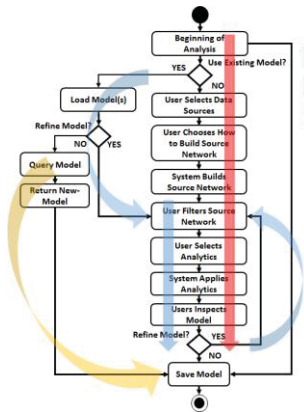 Beginning of
Analysis
Use Existing Model?
YES
NO
Load Model(s)
User Selects Data
Sources
Refine Model?
NO
YES
User Chooses How
to Build Source
Network
Query Model
System Builds
Source Network
Return New-
Model
User Filters Source
Network
User Selects
Analytics
System Applies
Analytics
Users Inspects
Model
Refine Model?
YES
NO
Save Model